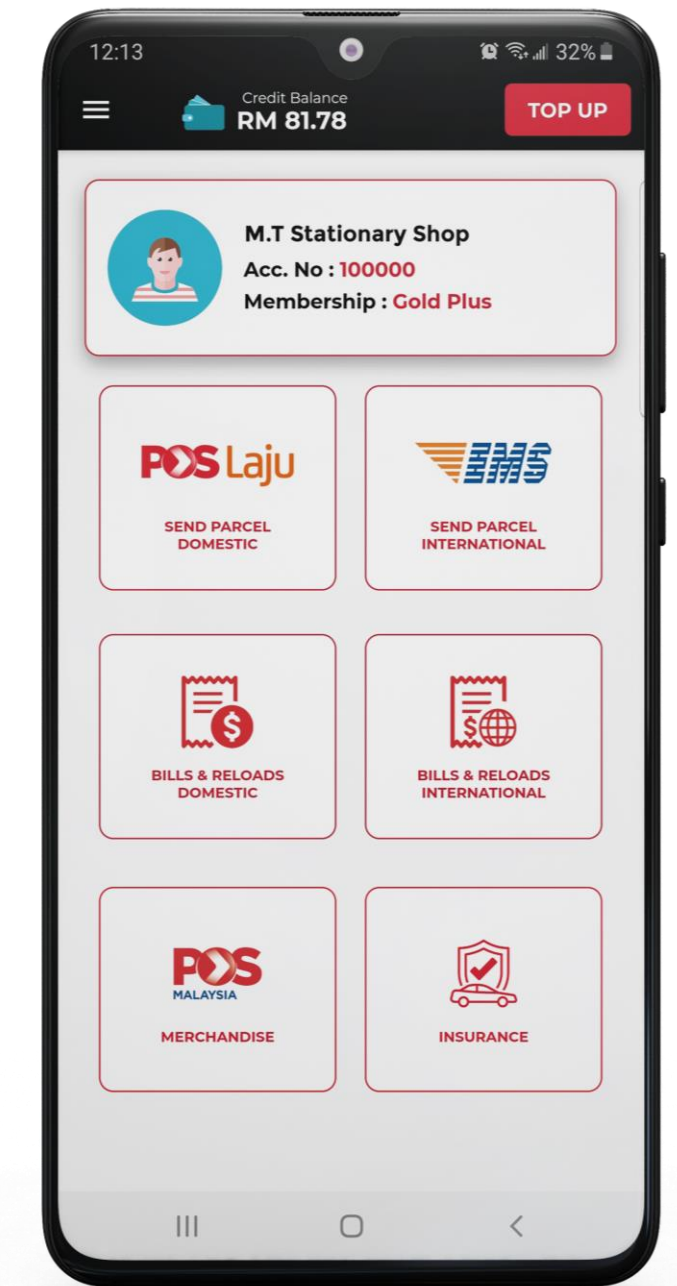 12:13
32%
Credit Balance
RM 81.78
TOP UP
M.T Stationary Shop
Acc. No : 100000
Membership : Gold Plus
POS Laju
EMS
SEND PARCEL
DOMESTIC
SEND PARCEL
INTERNATIONAL
$
$
BILLS & RELOADS
DOMESTIC
BILLS & RELOADS
INTERNATIONAL
POS
MALAYSIA
MERCHANDISE
INSURANCE